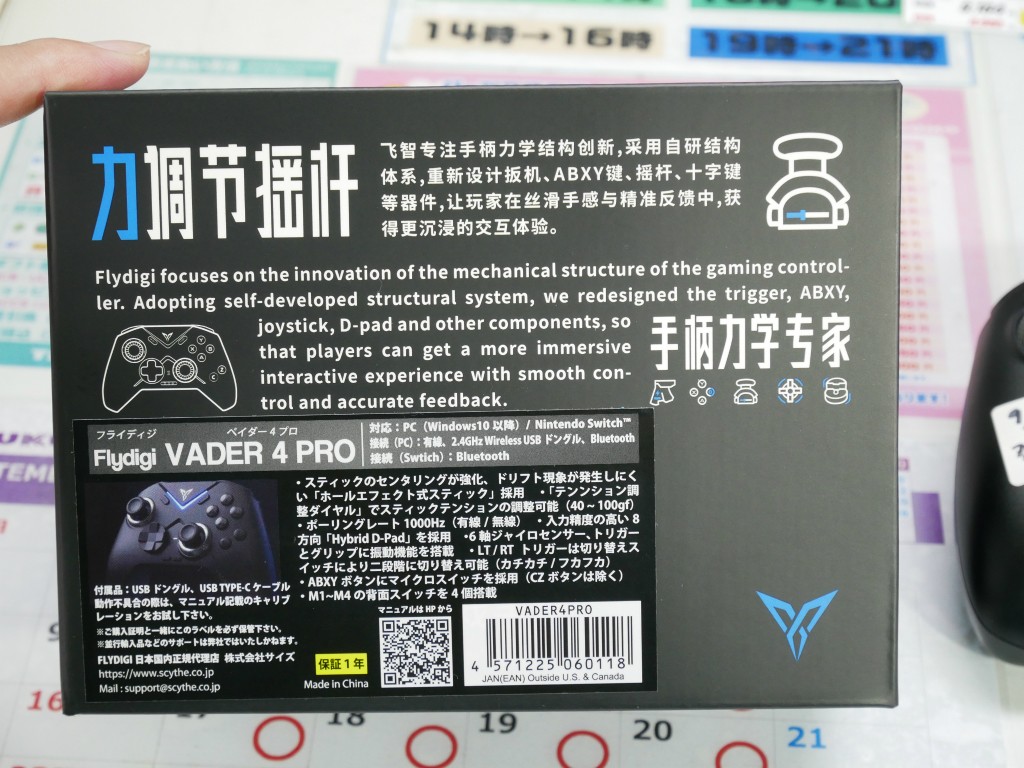 14時→16時
19時→21時
力调节摇杆
飞智专注手柄力学结构创新,采用自研结构
体系,重新设计扳机、ABXY键、摇杆、十字键
等器件,让玩家在丝滑手感与精准反馈中,获
得更沉浸的交互体验。
Flydigi focuses on the innovation of the mechanical structure of the gaming control-
ler. Adopting self-developed structural system, we redesigned the trigger, ABXY,
joystick, D-pad and other components, so
that players can get a more immersive
interactive experience with smooth con-
trol and accurate feedback.
手柄力学专家
フライディジ ベイダー4 プロ
Flydigi VADER 4 PRO
対応：PC（Windows10 以降）/ Nintendo Switch™
接続（PC）：有線、2.4GHz Wireless USB ドングル、Bluetooth
接続（Swtich）：Bluetooth
・スティックのセンタリングが強化、ドリフト現象が発生しにく
い「ホールエフェクト式スティック」採用 ・「テンンション調
整ダイヤル」でスティックテンションの調整可能（40～100gf）
・ポーリングレート 1000Hz（有線 / 無線） ・入力精度の高い 8
方向「Hybrid D-Pad」を採用 ・6 軸ジャイロセンサー、トリガー
とグリップに振動機能を搭載 ・LT / RT トリガーは切り替えス
イッチにより二段階に切り替え可能（カチカチ / フカフカ）
・ABXY ボタンにマイクロスイッチを採用（CZ ボタンは除く）
・M1~M4 の背面スイッチを 4 個搭載
付属品：USB ドングル、USB TYPE-C ケーブル
動作不具合の際は、マニュアル記載のキャリブ
レーションをお試し下さい。
※ご購入証明と一緒にこのラベルを必ず保管下さい。
※並行輸入品などのサポートは弊社ではいたしかねます。
FLYDIGI 日本国内正規代理店 株式会社サイズ
https://www.scythe.co.jp
Mail : support@scythe.co.jp
保証1年
Made in China
マニュアルは HP から
VADER4PRO
4 571225 060118
JAN(EAN) Outside U.S. & Canada
16
17
18
19
20
21